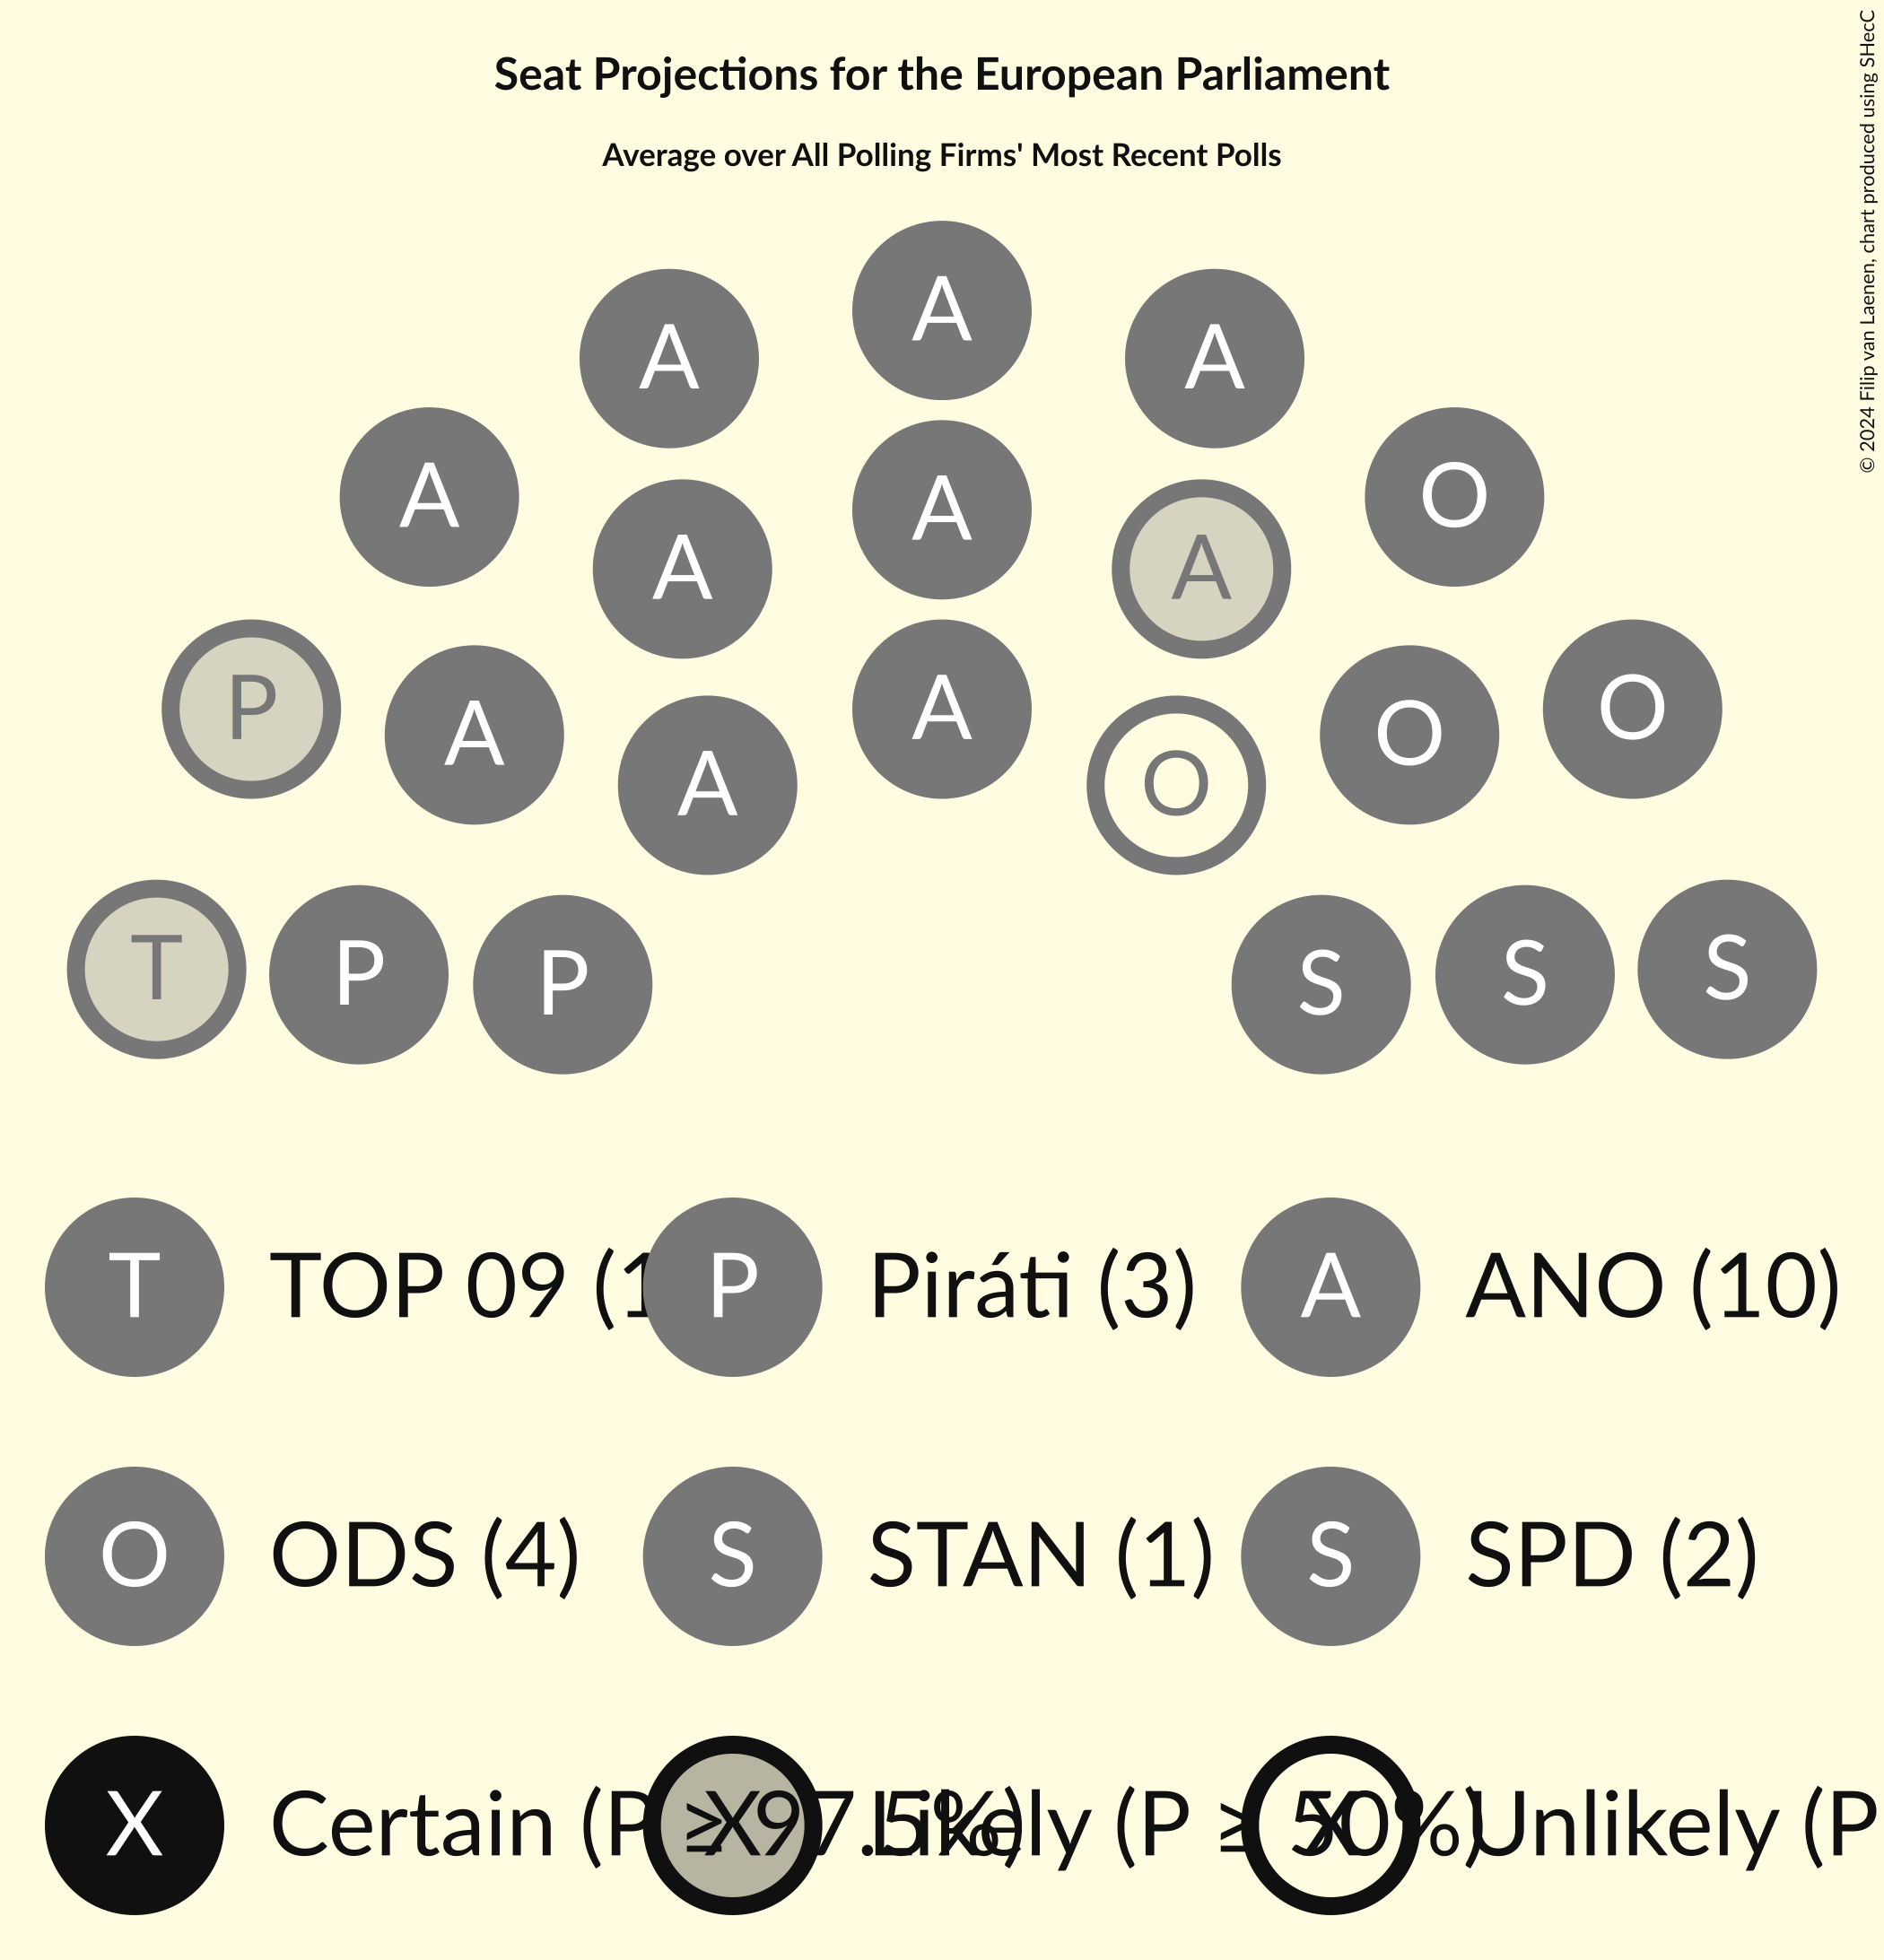 Seat Projections for the European Parliament
Average over All Polling Firms' Most Recent Polls
© 2024 Filip van Laenen, chart produced using SHecC
A
A A
A O
A
A A
P O
A
A O
A O
T P P S S S
T TOP 09 (1 P Piráti (3) A ANO (10)
O ODS (4) S STAN (1) S SPD (2)
X Certain (P ≥ 97.5%) X Likely (P ≥ 50%) X Unlikely (P